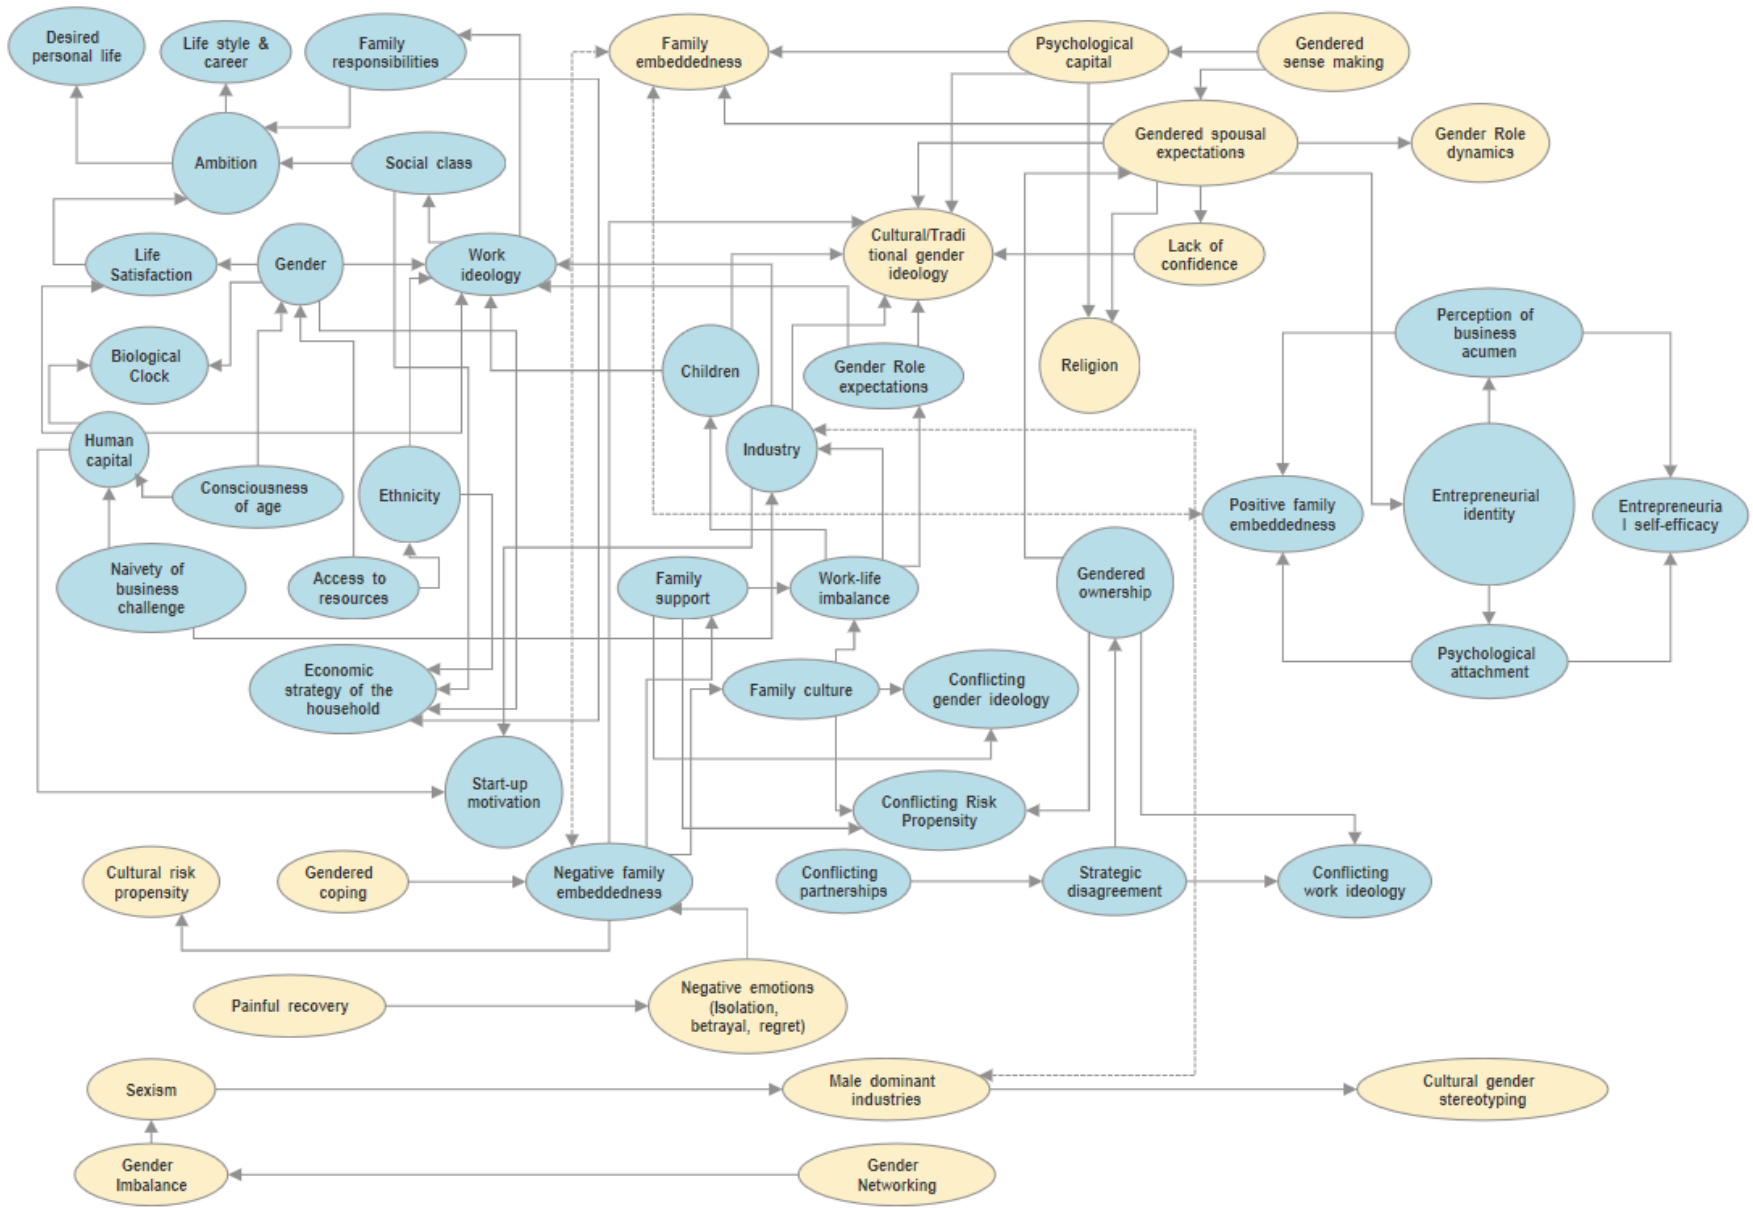 Desired
personal life
Life style &
career
Family
responsibilities
Family
embeddedness
Psychological
capital
Gendered
sense making
Ambition
Social class
Gendered spousal
expectations
Gender Role
dynamics
Life
Satisfaction
Gender
Work
ideology
Cultural/Tradi
tional gender
ideology
Lack of
confidence
Biological
Clock
Children
Gender Role
expectations
Religion
Perception of
business
acumen
Human
capital
Industry
Consciousness
of age
Ethnicity
Positive family
embeddedness
Entrepreneurial
identity
Entrepreneuria
l self-efficacy
Naivety of
business
challenge
Access to
resources
Family
support
Work-life
imbalance
Gendered
ownership
Economic
strategy of the
household
Family culture
Conflicting
gender ideology
Psychological
attachment
Start-up
motivation
Conflicting Risk
Propensity
Cultural risk
propensity
Gendered
coping
Negative family
embeddedness
Conflicting
partnerships
Strategic
disagreement
Conflicting
work ideology
Painful recovery
Negative emotions
(Isolation,
betrayal, regret)
Sexism
Male dominant
industries
Cultural gender
stereotyping
Gender
Imbalance
Gender
Networking